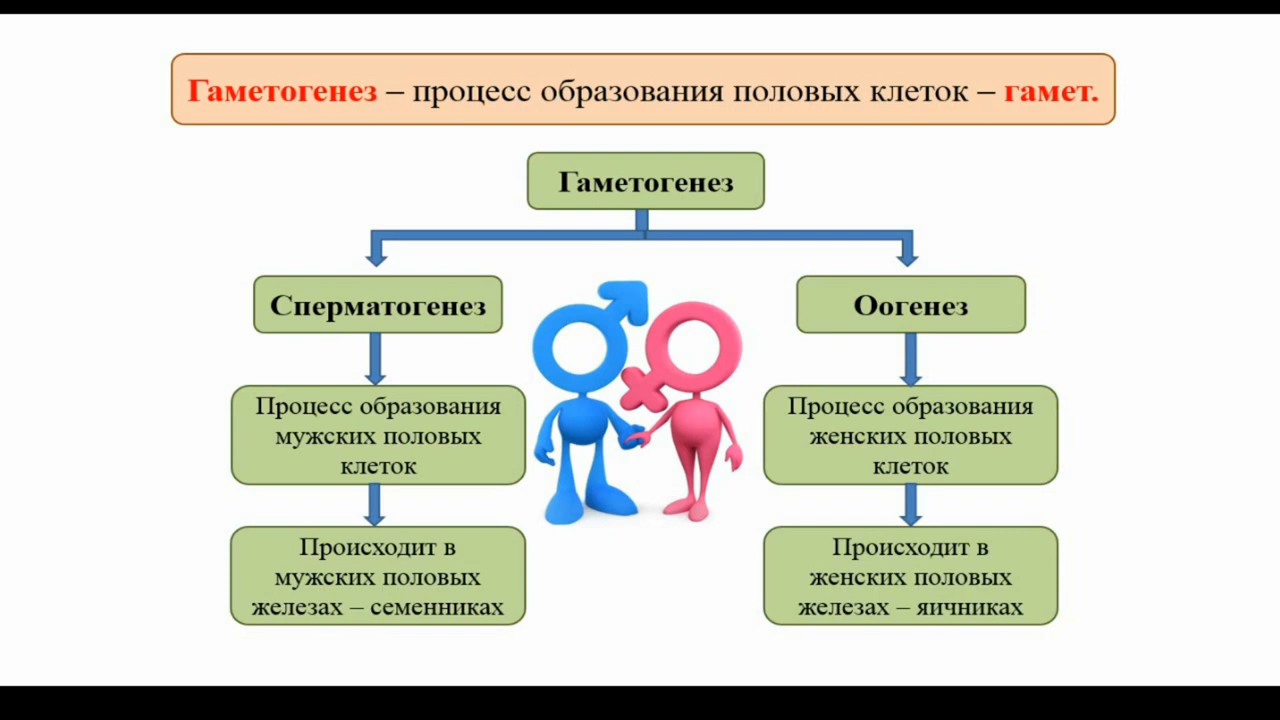 Гаметогенез – процесс образования половых клеток – гамет.
Гаметогенез
Сперматогенез
Оогенез
Процесс образования
мужских половых
клеток
Процесс образования
женских половых
клеток
Происходит в
мужских половых
железах – семенниках
Происходит в
женских половых
железах – яичниках